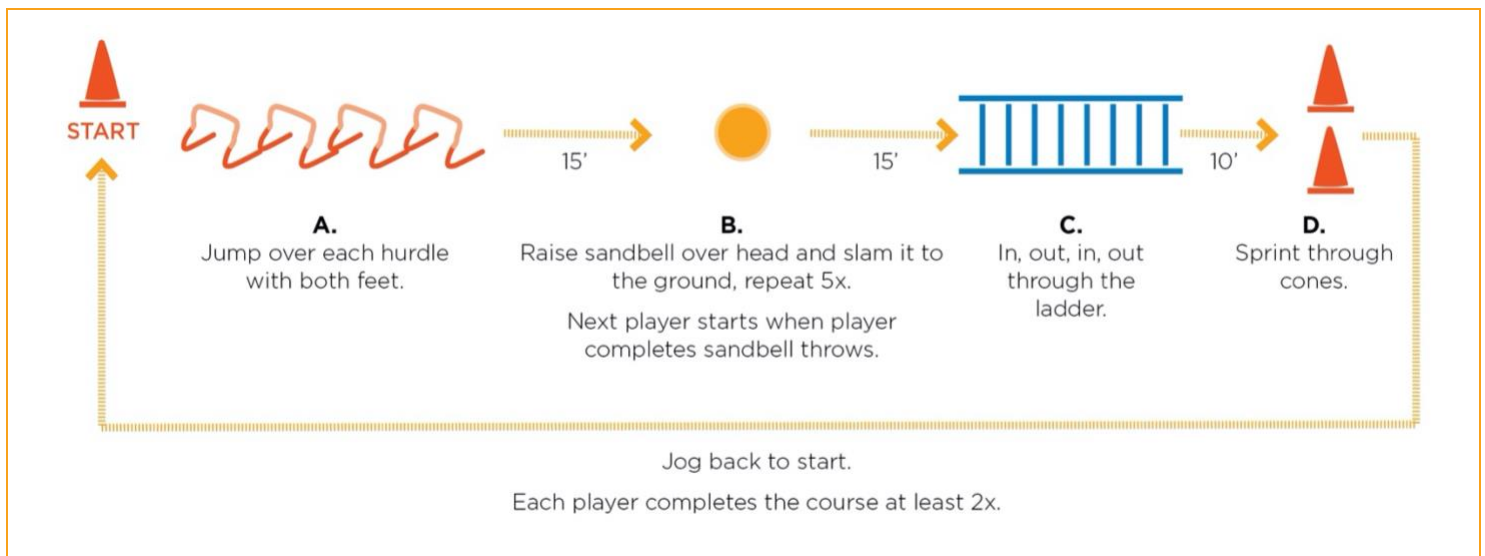 START
15’
15’
10’
A.
Jump over each hurdle
with both feet.
B.
Raise sandbell over head and slam it to
the ground, repeat 5x.
Next player starts when player
completes sandbell throws.
C.
In, out, in, out
through the
ladder.
D.
Sprint through
cones.
Jog back to start.
Each player completes the course at least 2x.